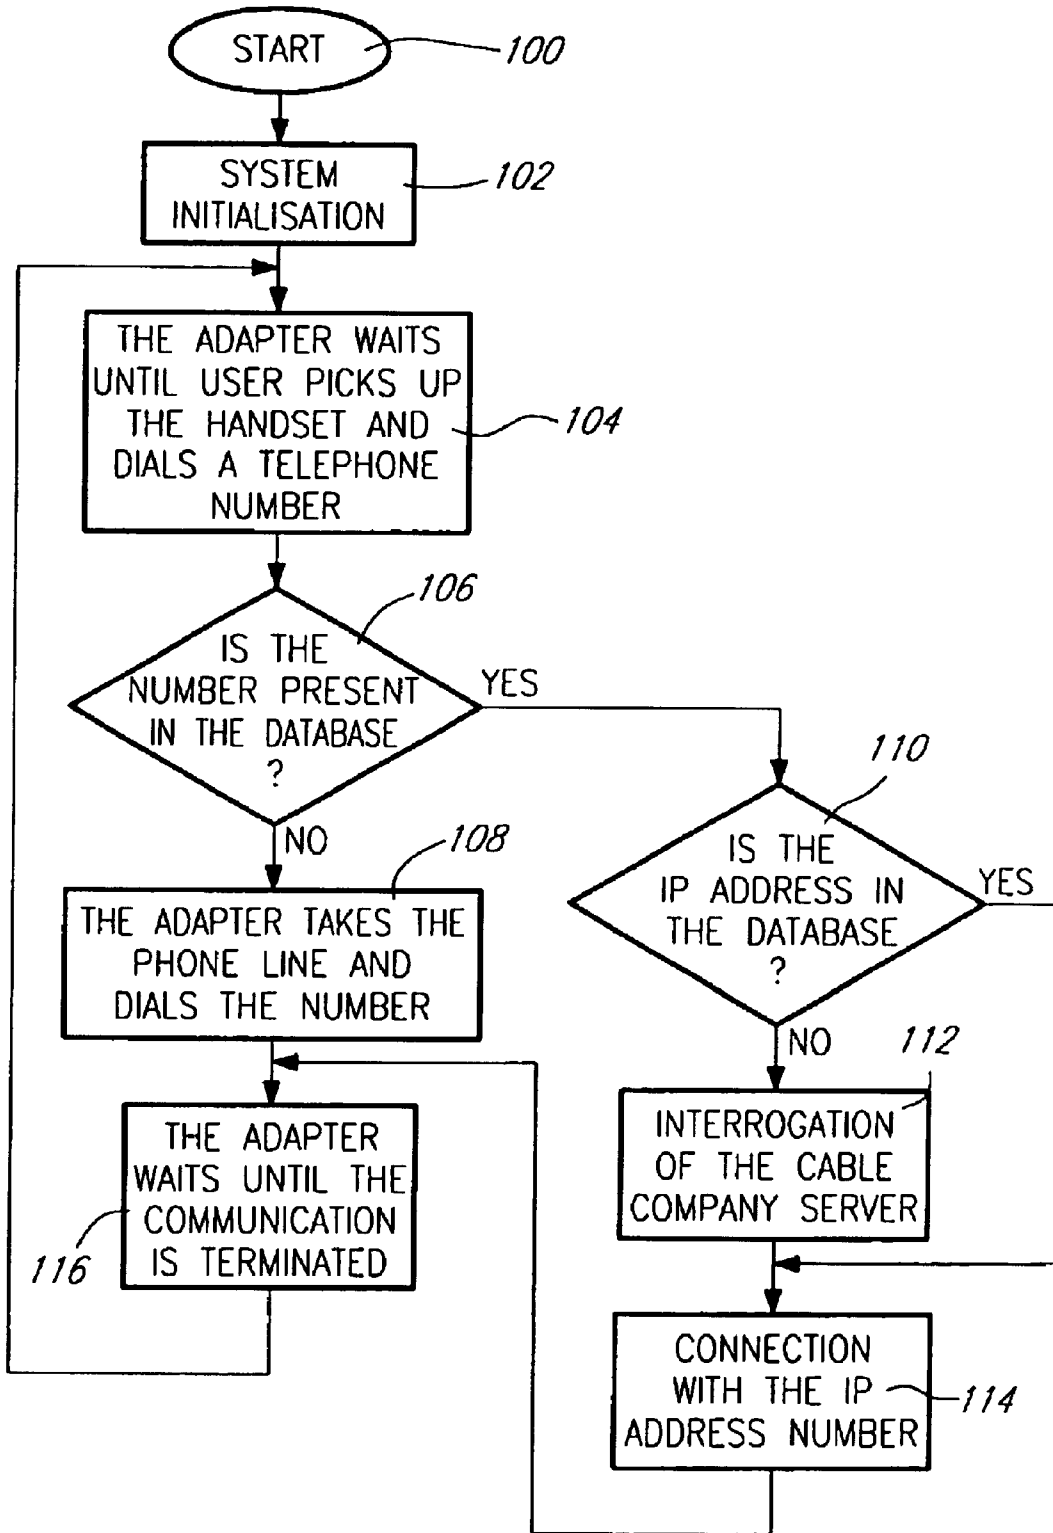 START
100
SYSTEM
INITIALISATION
102
THE ADAPTER WAITS
UNTIL USER PICKS UP
THE HANDSET AND
DIALS A TELEPHONE
NUMBER
104
106
IS THE
NUMBER PRESENT
IN THE DATABASE
?
YES
NO
108
THE ADAPTER TAKES THE
PHONE LINE AND
DIALS THE NUMBER
110
IS THE
IP ADDRESS IN
THE DATABASE
?
YES
NO
112
INTERROGATION
OF THE CABLE
COMPANY SERVER
THE ADAPTER
WAITS UNTIL THE
COMMUNICATION
IS TERMINATED
116
CONNECTION
WITH THE IP
ADDRESS NUMBER
114